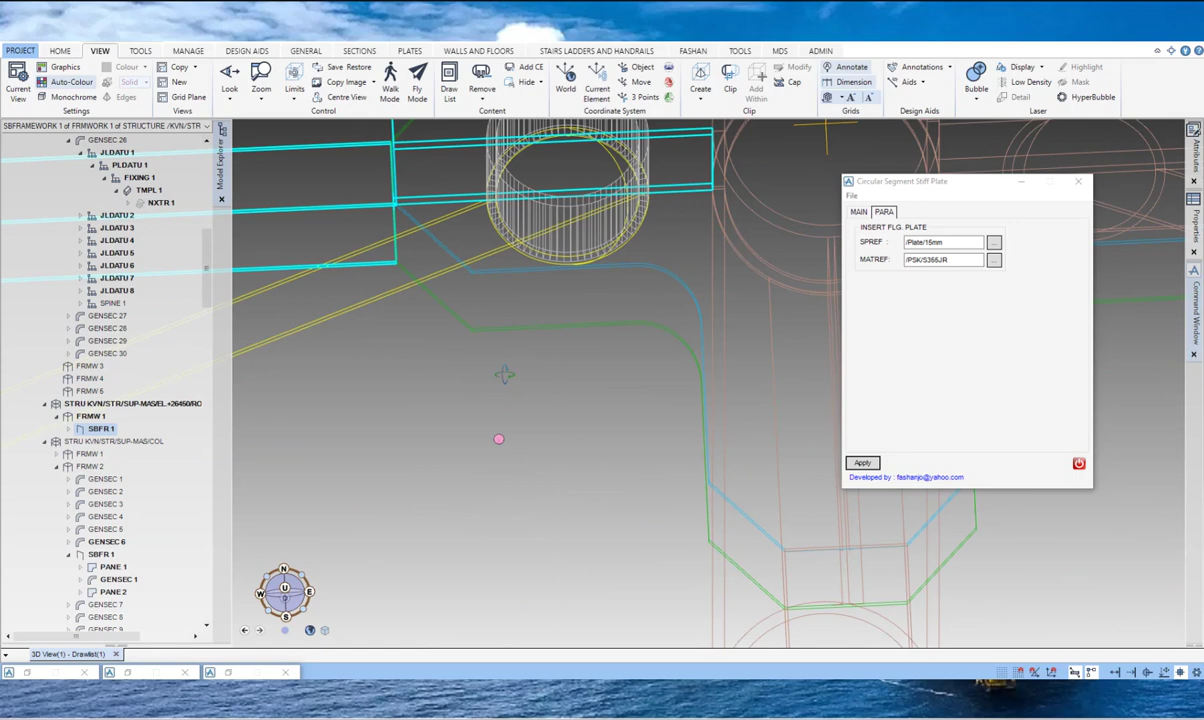 PROJECT HOME VIEW TOOLS MANAGE DESIGN AIDS GENERAL SECTIONS PLATES WALLS AND FLOORS STAIRS LADDERS AND HANDRAILS FASHAN TOOLS MDS ADMIN
Current View
Graphics
Auto-Colour
Monochrome
Colour
Solid
Edges
Settings
Copy
New
Grid Plane
Views
Look
Zoom
Limits
Save Restore
Copy Image
Centre View
Walk Mode
Fly Mode
Control
Draw List
Remove
Add CE
Hide
Content
World
Current Element
Object
Move
3 Points
Coordinate System
Create
Clip
Add Within
Modify
Cap
Clip
Annotate
Dimension
A A
Grids
Annotations
Aids
Design Aids
Bubble
Display
Low Density
Detail
Highlight
Mask
HyperBubble
Laser
SBFRAMEWORK 1 of FRMWORK 1 of STRUCTURE /KVN/STR
GENSEC 26
JLDATU 1
PLDATU 1
FIXING 1
TMPL 1
NXTR 1
JLDATU 2
JLDATU 3
JLDATU 4
JLDATU 5
JLDATU 6
JLDATU 7
JLDATU 8
SPINE 1
GENSEC 27
GENSEC 28
GENSEC 29
GENSEC 30
FRMW 3
FRMW 4
FRMW 5
STRU KVN/STR/SUP-MAS/EL.+26450/RO
FRMW 1
SBFR 1
STRU KVN/STR/SUP-MAS/COL
FRMW 1
FRMW 2
GENSEC 1
GENSEC 2
GENSEC 3
GENSEC 4
GENSEC 5
GENSEC 6
SBFR 1
PANE 1
GENSEC 1
PANE 2
GENSEC 7
GENSEC 8
GENSEC 9
Model Explorer
Circular Segment Stiff Plate
File
MAIN PARA
INSERT FLG. PLATE
SPREF : /Plate/15mm ...
MATREF: /PSK/S355JR ...
Apply
Developed by : fashanjo@yahoo.com
Attributes
Properties
Command Window
N
W U E
S
3D View(1) - Drawlist(1)